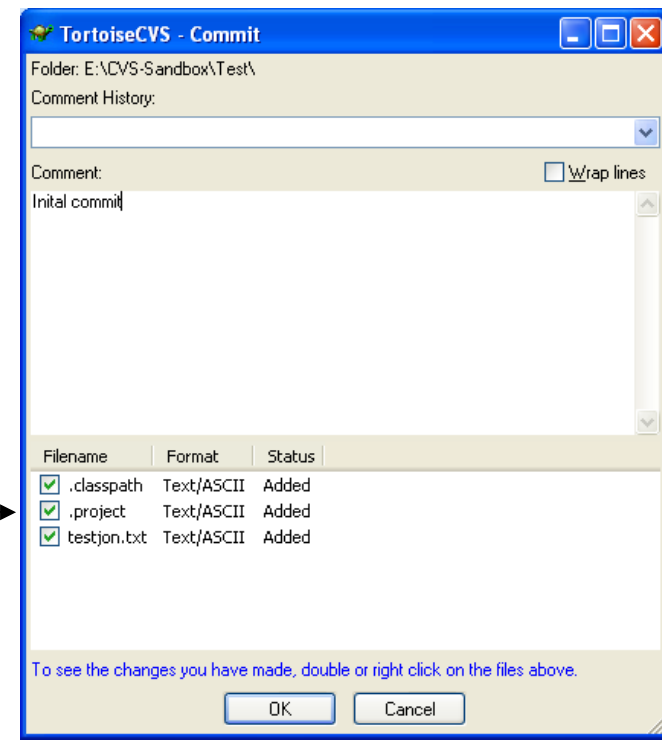 TortoiseCVS - Commit
Folder: E:\CVS-Sandbox\Test\
Comment History:
Comment:
Wrap lines
Inital commit
Filename Format Status
.classpath Text/ASCII Added
.project Text/ASCII Added
testjon.txt Text/ASCII Added
To see the changes you have made, double or right click on the files above.
OK Cancel